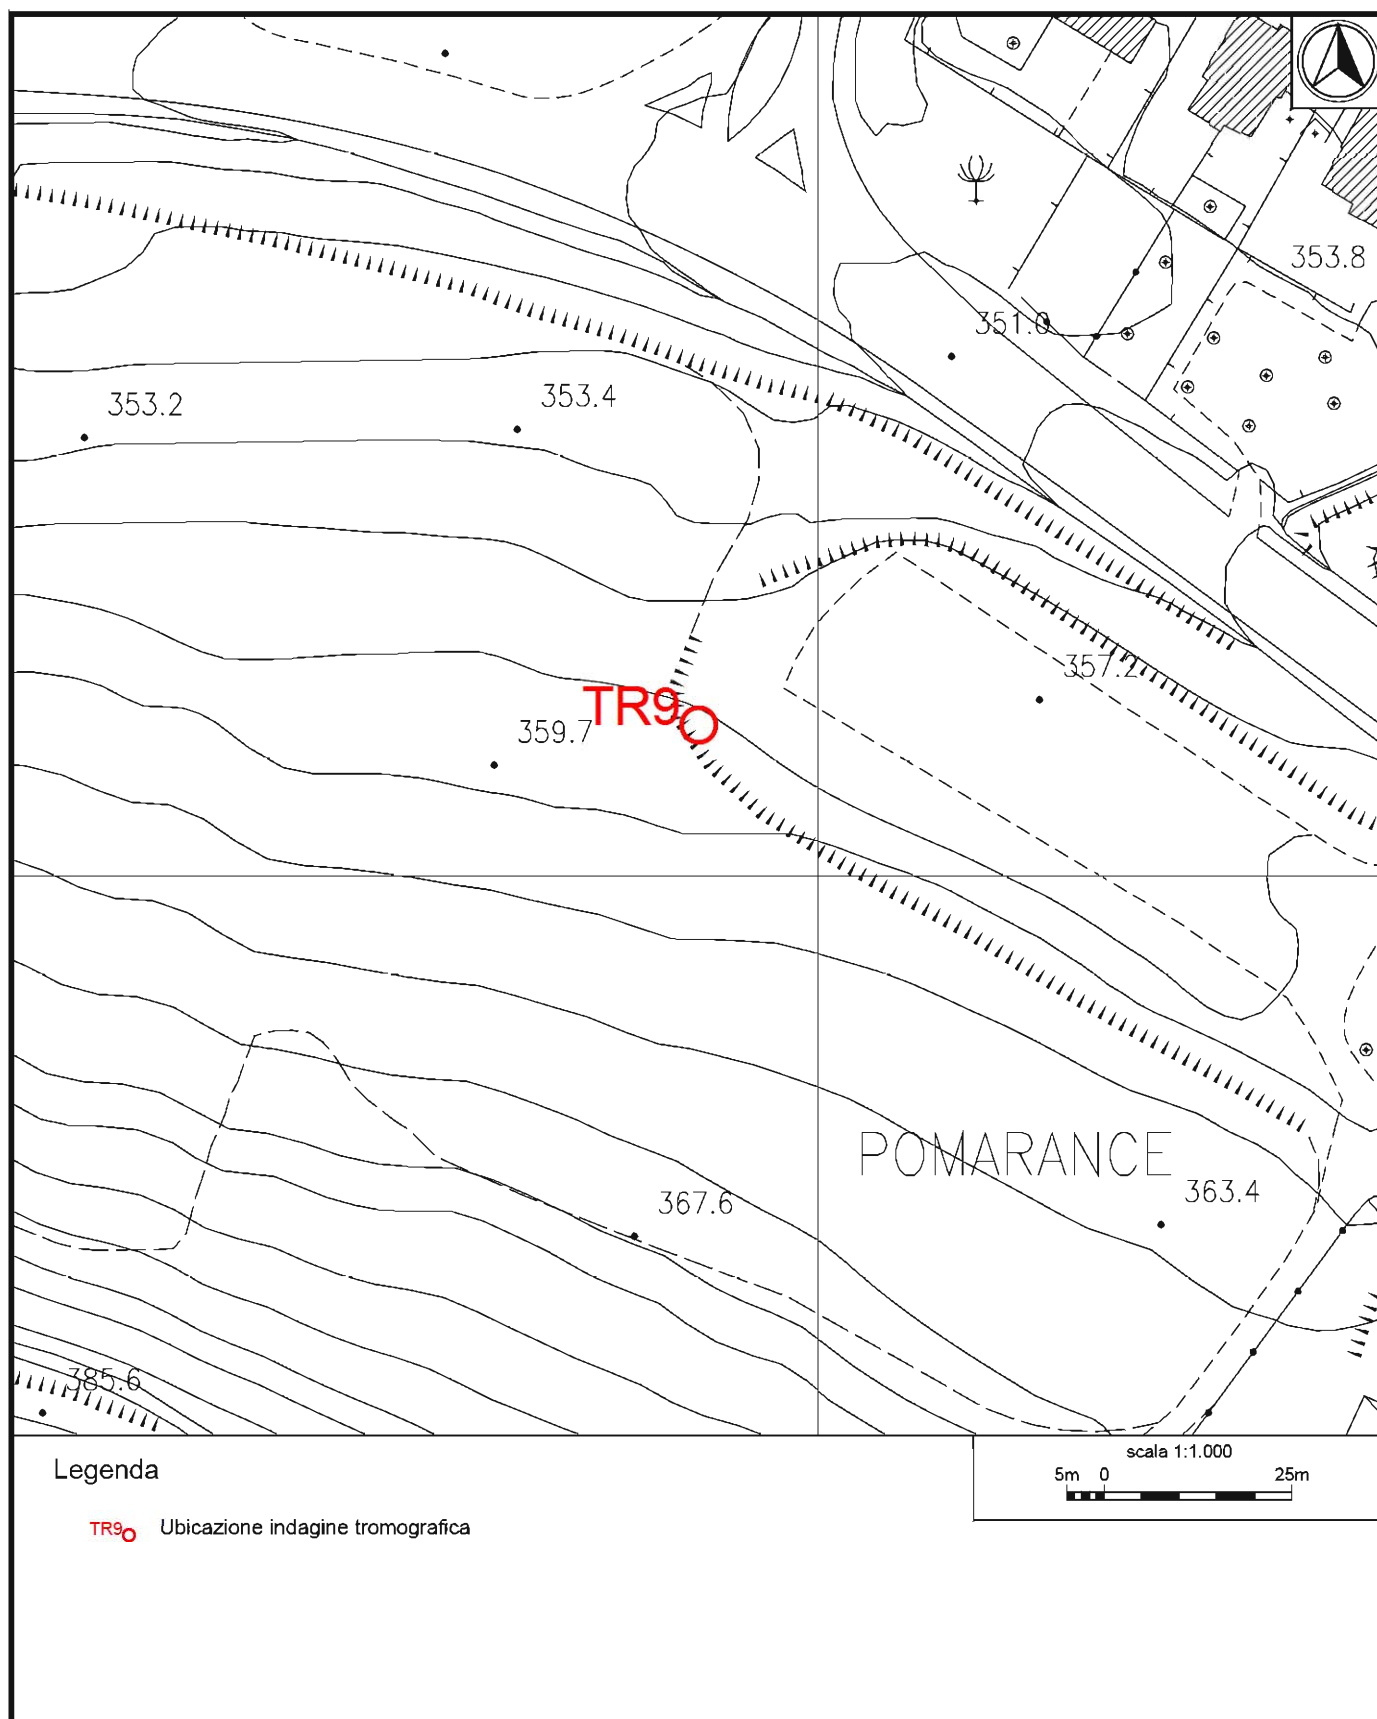 353.8
351.0
353.2
353.4
357.2
TR9
359.7
POMARANCE
367.6
363.4
385.6
Legenda
TR9 Ubicazione indagine tromografica
scala 1:1.000
5m 0 25m